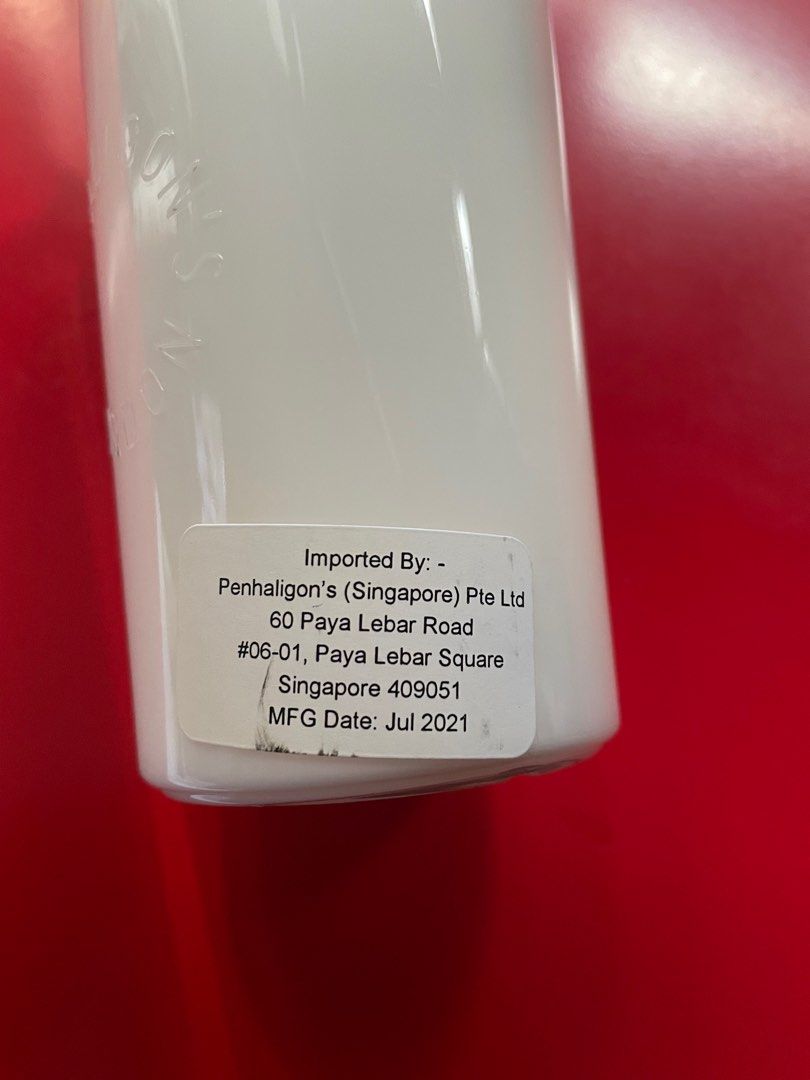 Imported By: -
Penhaligon's (Singapore) Pte Ltd
60 Paya Lebar Road
#06-01, Paya Lebar Square
Singapore 409051
MFG Date: Jul 2021